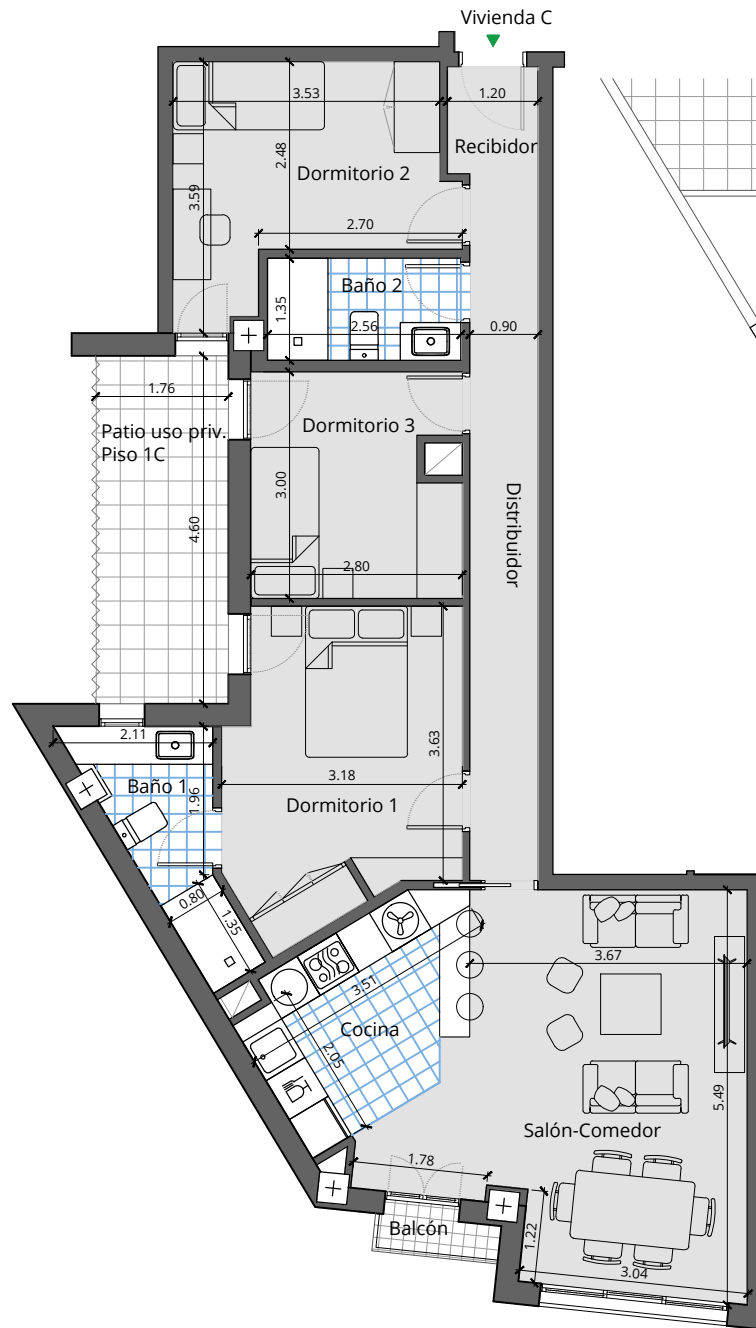 Vivienda C
3.53
1.20
Recibidor
2.48
Dormitorio 2
3.59
2.70
Baño 2
1.35
2.56
0.90
1.76
Dormitorio 3
Patio uso priv.
Piso 1C
3.00
Distribuidor
4.60
2.80
2.11
3.63
3.18
Baño 1
1.96
Dormitorio 1
0.80
1.35
3.67
3.51
Cocina
2.05
5.49
Salón-Comedor
1.78
Balcón
1.22
3.04